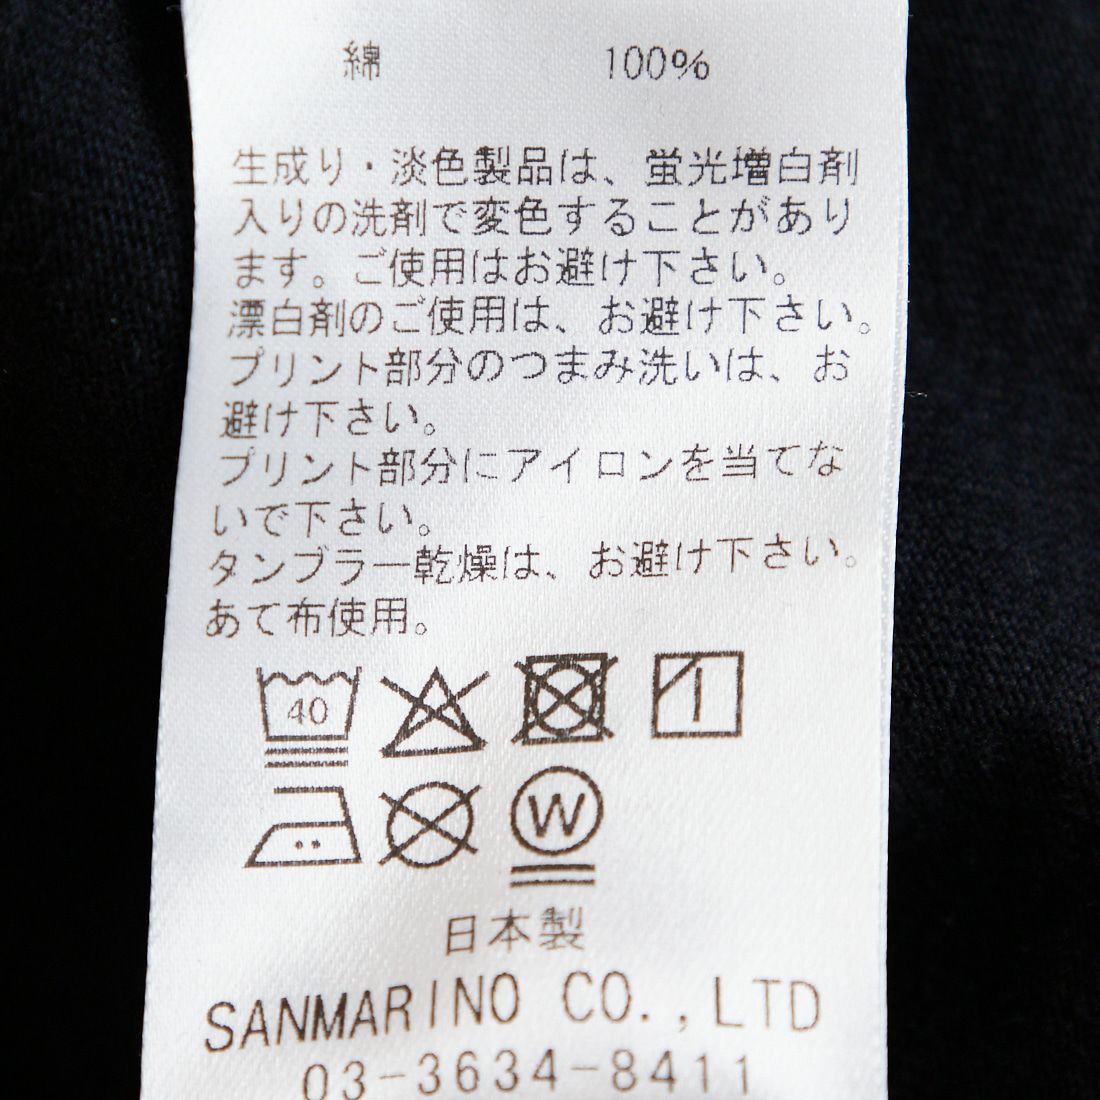 綿 100%
生成り・淡色製品は、蛍光増白剤
入りの洗剤で変色することがあり
ます。ご使用はお避け下さい。
漂白剤のご使用は、お避け下さい。
プリント部分のつまみ洗いは、お
避け下さい。
プリント部分にアイロンを当てな
いで下さい。
タンブラー乾燥は、お避け下さい。
あて布使用。
40
W
日本製
SANMARINO CO.,LTD
03-3634-8411